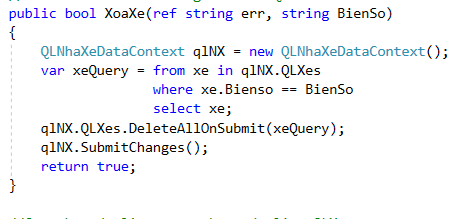 public bool XoaXe(ref string err, string BienSo)
{
QLNhaXeDataContext qlNX = new QLNhaXeDataContext();
var xeQuery = from xe in qlNX.QLXes
where xe.Bienso == BienSo
select xe;
qlNX.QLXes.DeleteAllOnSubmit(xeQuery);
qlNX.SubmitChanges();
return true;
}